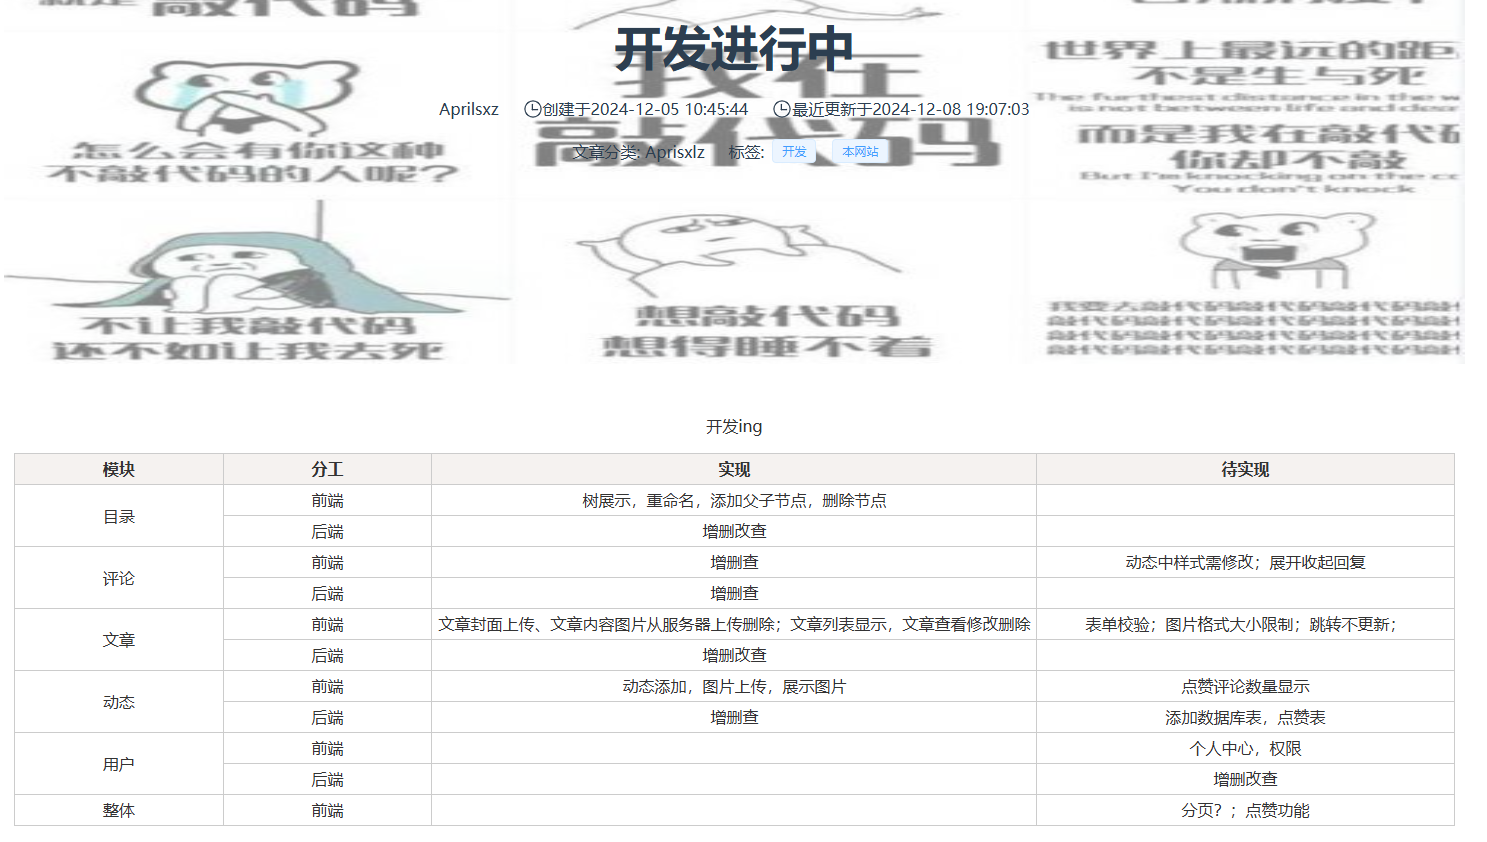 开发进行中
Aprilsxz 创建于2024-12-05 10:45:44 最近更新于2024-12-08 19:07:03
文章分类: Aprisxlz 标签: 开发 本网站
敲代码
怎么会有你这种
不敲代码的人呢?
我在
敲代码
世界上最远的距
不是生与死
The furthest distance in the w
is not between life and dear
而是我在敲代码
你却不敲
But I'm knocking on the cc
You don't knock
不让我敲代码
还不如让我去死
想敲代码
想得睡不着
我要去敲代码敲代码敲代码敲代码敲
敲代码敲代码敲代码敲代码敲代码敲
敲代码敲代码敲代码敲代码敲代码敲
敲代码敲代码敲代码敲代码敲代码敲
开发ing
模块 分工 实现 待实现
目录 前端 树展示，重命名，添加父子节点，删除节点
后端 增删改查
评论 前端 增删查 动态中样式需修改；展开收起回复
后端 增删查
文章 前端 文章封面上传、文章内容图片从服务器上传删除；文章列表显示，文章查看修改删除 表单校验；图片格式大小限制；跳转不更新；
后端 增删改查
动态 前端 动态添加，图片上传，展示图片 点赞评论数量显示
后端 增删查 添加数据库表，点赞表
用户 前端 个人中心，权限
后端 增删改查
整体 前端 分页？；点赞功能